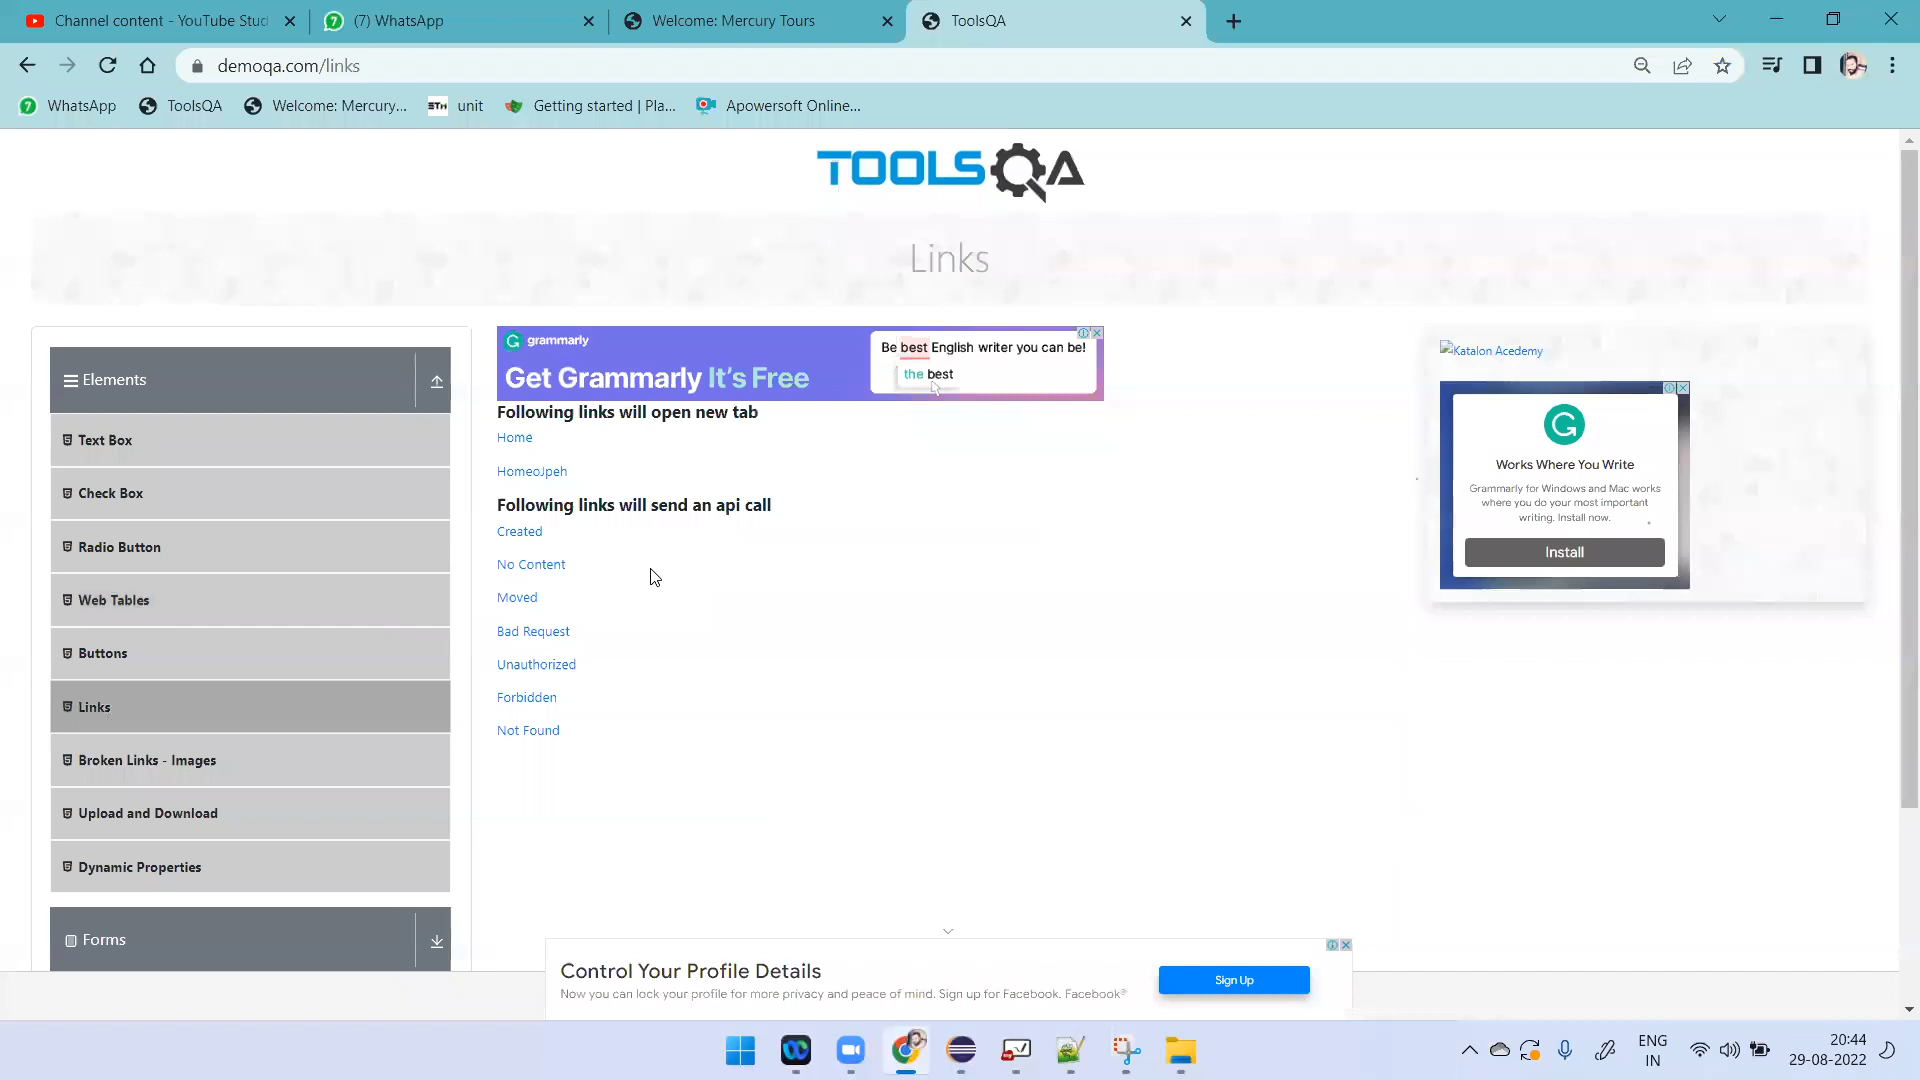 Channel content - YouTube Stud
(7) WhatsApp
Welcome: Mercury Tours
ToolsQA
demoqa.com/links
WhatsApp
ToolsQA
Welcome: Mercury...
STH unit
Getting started | Pla...
Apowersoft Online...
TOOLSQA
Links
Elements
Text Box
Check Box
Radio Button
Web Tables
Buttons
Links
Broken Links - Images
Upload and Download
Dynamic Properties
Forms
grammarly
Get Grammarly It's Free
Be best English writer you can be!
the best
Following links will open new tab
Home
HomeoJpeh
Following links will send an api call
Created
No Content
Moved
Bad Request
Unauthorized
Forbidden
Not Found
Katalon Acedemy
Works Where You Write
Grammarly for Windows and Mac works
where you do your most important
writing. Install now.
Install
Control Your Profile Details
Now you can lock your profile for more privacy and peace of mind. Sign up for Facebook. Facebook®
Sign Up
ENG
IN
20:44
29-08-2022